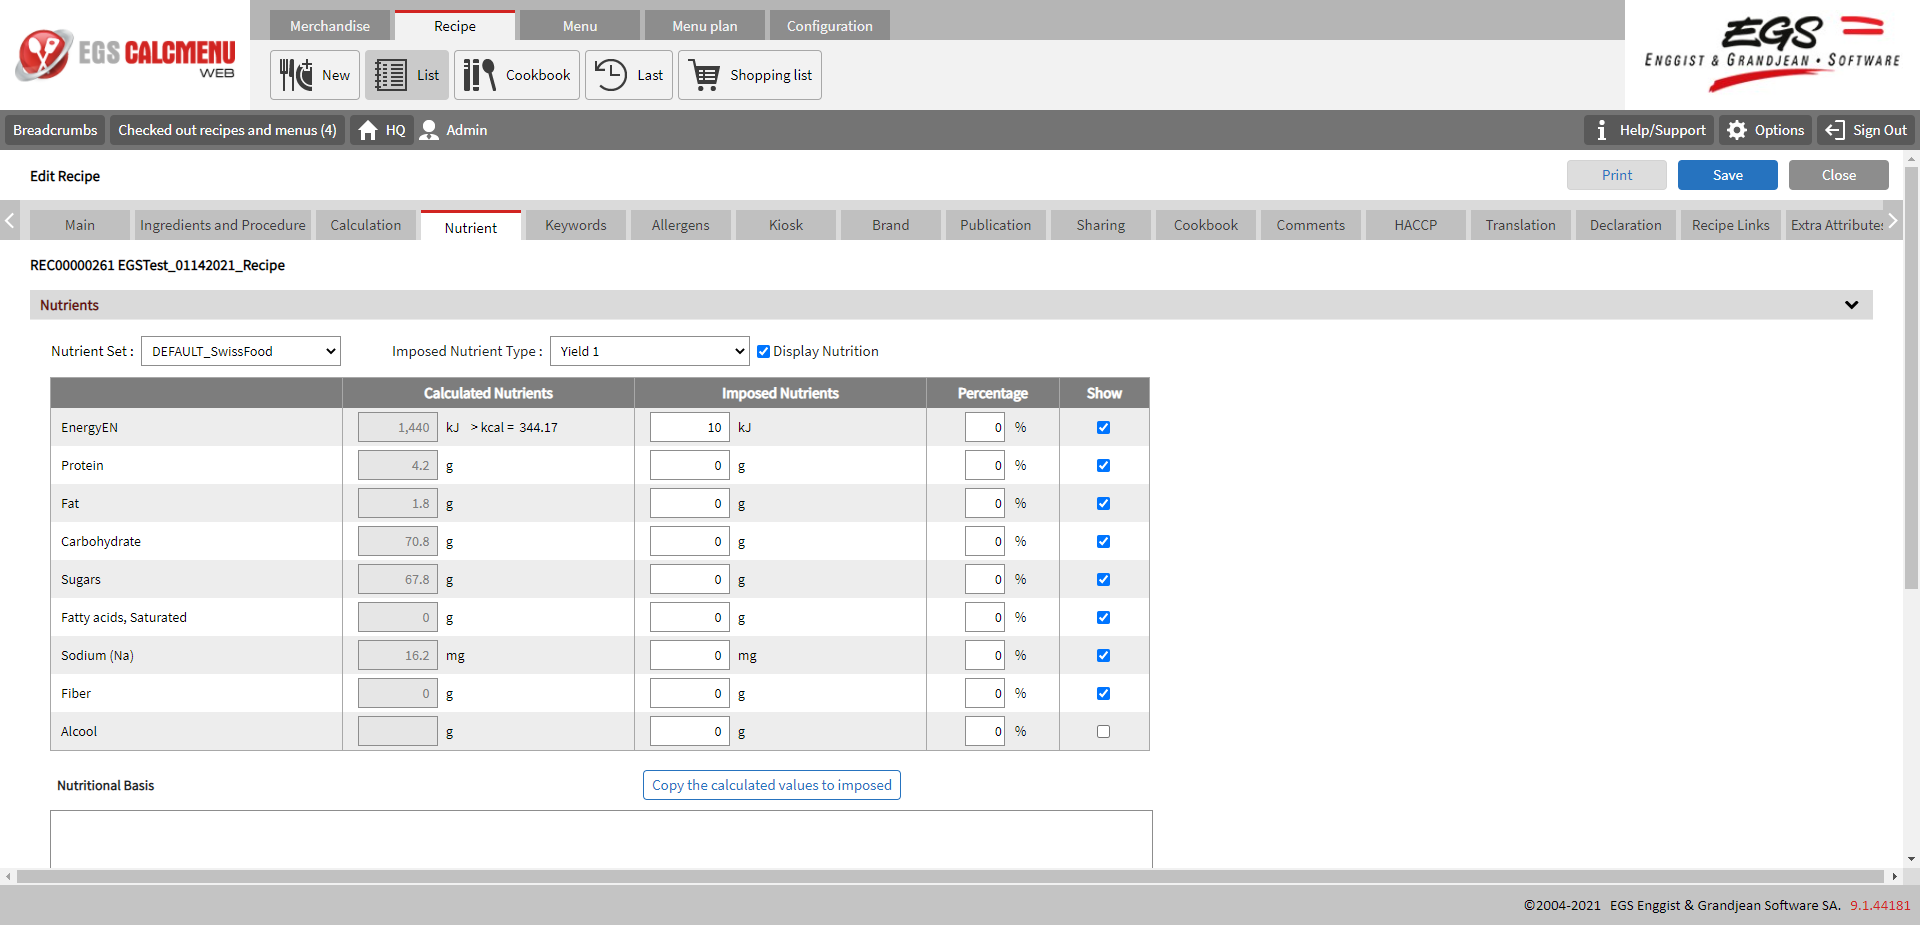 EGS CALCMENU
WEB
Merchandise Recipe Menu Menu plan Configuration
New List Cookbook Last Shopping list
EGS
ENGGIST & GRANDJEAN • SOFTWARE
Breadcrumbs Checked out recipes and menus (4) HQ Admin Help/Support Options Sign Out
Edit Recipe Print Save Close
Main Ingredients and Procedure Calculation Nutrient Keywords Allergens Kiosk Brand Publication Sharing Cookbook Comments HACCP Translation Declaration Recipe Links Extra Attributes
REC00000261 EGSTest_01142021_Recipe
Nutrients
Nutrient Set : DEFAULT_SwissFood Imposed Nutrient Type : Yield 1 Display Nutrition
Calculated Nutrients Imposed Nutrients Percentage Show
EnergyEN 1,440 kJ > kcal = 344.17 10 kJ 0 %
Protein 4.2 g 0 g 0 %
Fat 1.8 g 0 g 0 %
Carbohydrate 70.8 g 0 g 0 %
Sugars 67.8 g 0 g 0 %
Fatty acids, Saturated 0 g 0 g 0 %
Sodium (Na) 16.2 mg 0 mg 0 %
Fiber 0 g 0 g 0 %
Alcool g 0 g 0 %
Nutritional Basis Copy the calculated values to imposed
©2004-2021 EGS Enggist & Grandjean Software SA. 9.1.44181